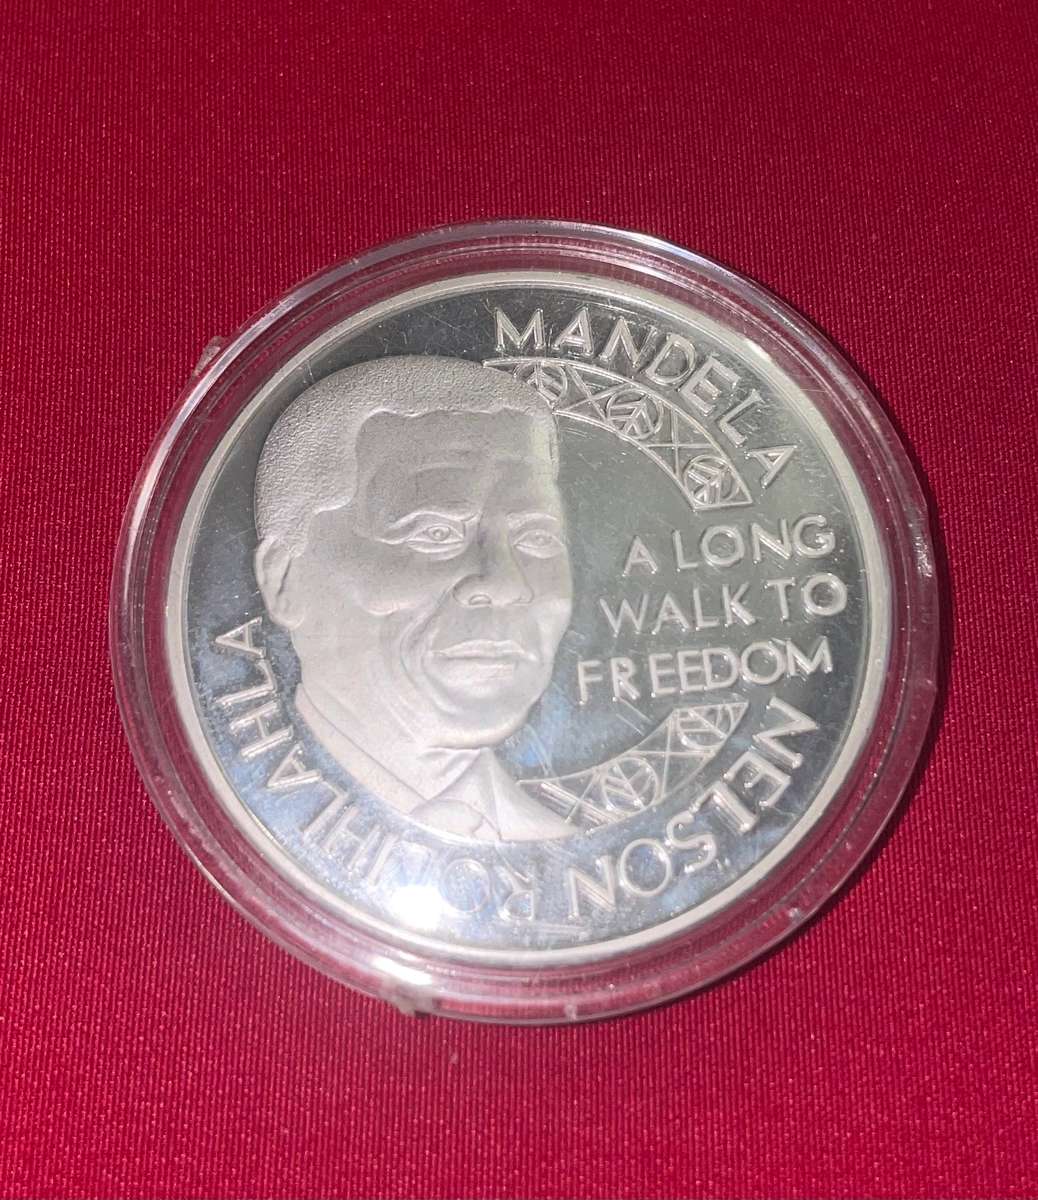 MANDELA
A LONG
WALK TO
FREEDOM
NELSON ROLIHLAHLA